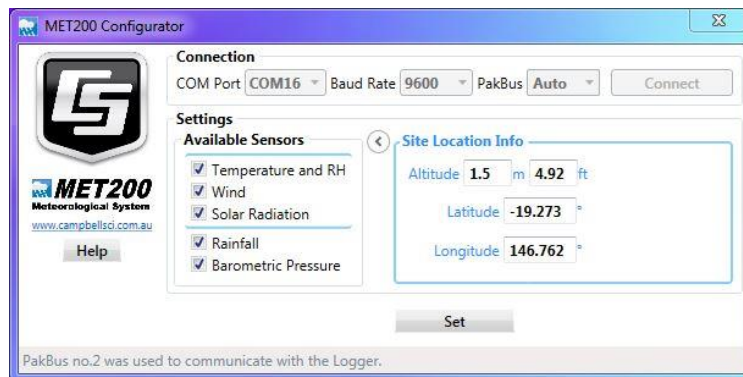 MET200 Configurator
Connection
COM Port COM16 Baud Rate 9600 PakBus Auto Connect
Settings
Available Sensors
Temperature and RH
Wind
Solar Radiation
Rainfall
Barometric Pressure
Site Location Info
Altitude 1.5 m 4.92 ft
Latitude -19.273 °
Longitude 146.762 °
MET200
Meteorological System
www.campbellsci.com.au
Help
Set
PakBus no.2 was used to communicate with the Logger.